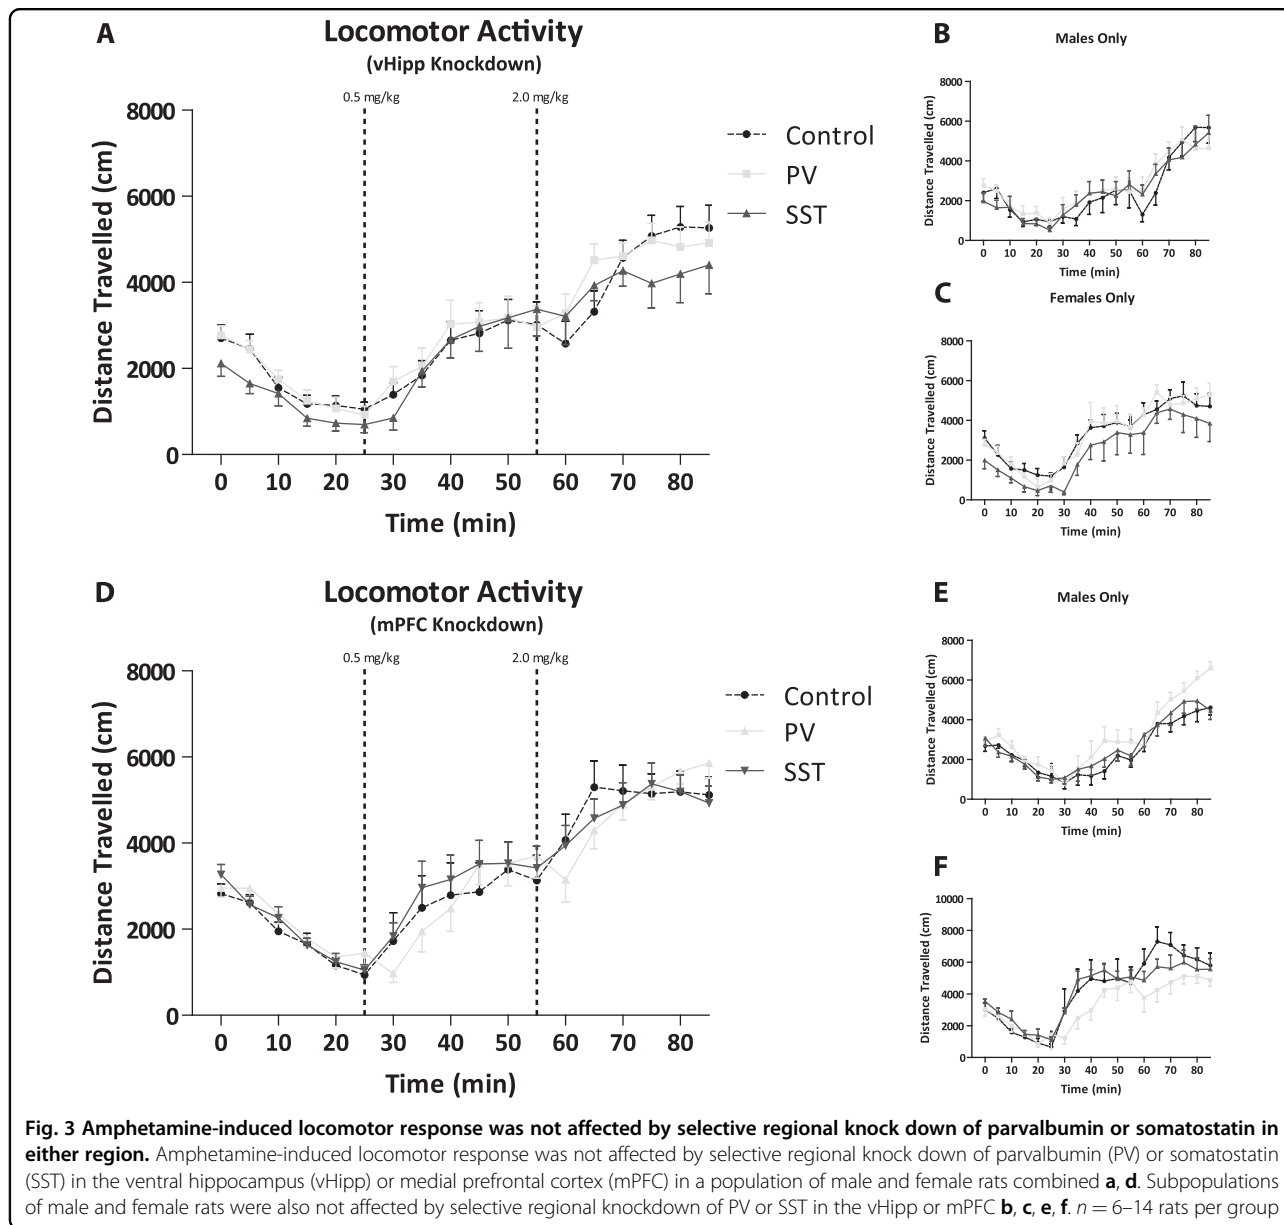 A
Locomotor Activity
(vHipp Knockdown)
0.5 mg/kg
2.0 mg/kg
8000
6000
4000
2000
0
Distance Travelled (cm)
0 10 20 30 40 50 60 70 80
Time (min)
Control
PV
SST
B
Males Only
8000
6000
4000
2000
0
Distance Travelled (cm)
0 10 20 30 40 50 60 70 80
Time (min)
C
Females Only
8000
6000
4000
2000
0
Distance Travelled (cm)
0 10 20 30 40 50 60 70 80
Time (min)
D
Locomotor Activity
(mPFC Knockdown)
0.5 mg/kg
2.0 mg/kg
8000
6000
4000
2000
0
Distance Travelled (cm)
0 10 20 30 40 50 60 70 80
Time (min)
Control
PV
SST
E
Males Only
8000
6000
4000
2000
0
Distance Travelled (cm)
0 10 20 30 40 50 60 70 80
Time (min)
F
10000
8000
6000
4000
2000
0
Distance Travelled (cm)
0 10 20 30 40 50 60 70 80
Time (min)
Fig. 3 Amphetamine-induced locomotor response was not affected by selective regional knock down of parvalbumin or somatostatin in
either region. Amphetamine-induced locomotor response was not affected by selective regional knock down of parvalbumin (PV) or somatostatin
(SST) in the ventral hippocampus (vHipp) or medial prefrontal cortex (mPFC) in a population of male and female rats combined a, d. Subpopulations
of male and female rats were also not affected by selective regional knockdown of PV or SST in the vHipp or mPFC b, c, e, f. n = 6–14 rats per group